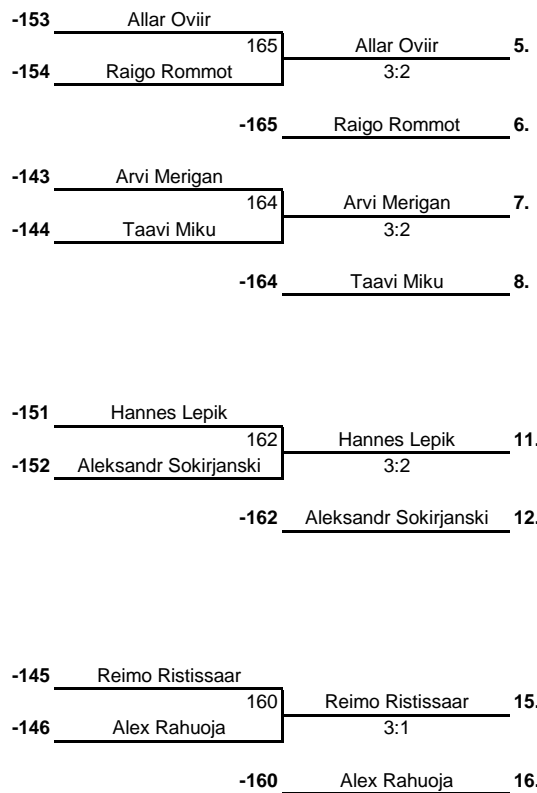 -153 Allar Oviir
165 Allar Oviir 5.
-154 Raigo Rommot 3:2
-165 Raigo Rommot 6.
-143 Arvi Merigan
164 Arvi Merigan 7.
-144 Taavi Miku 3:2
-164 Taavi Miku 8.
-151 Hannes Lepik
162 Hannes Lepik 11.
-152 Aleksandr Sokirjanski 3:2
-162 Aleksandr Sokirjanski 12.
-145 Reimo Ristissaar
160 Reimo Ristissaar 15.
-146 Alex Rahuoja 3:1
-160 Alex Rahuoja 16.